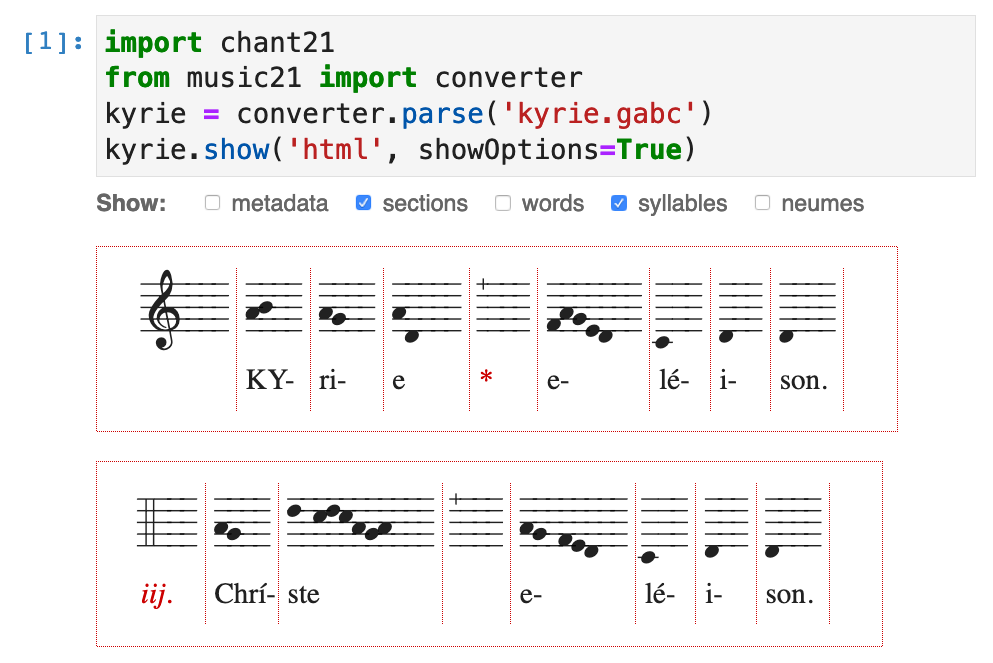 [1]: import chant21
from music21 import converter
kyrie = converter.parse('kyrie.gabc')
kyrie.show('html', showOptions=True)
Show: metadata sections words syllables neumes
KY- ri- e * e- lé- i- son.
iij. Chrí- ste e- lé- i- son.